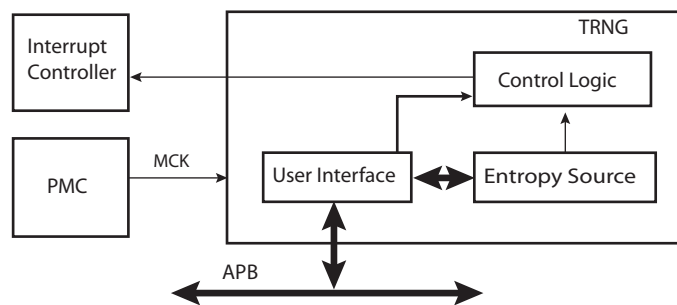 TRNG
Interrupt
Controller
Control Logic
MCK
PMC
User Interface
Entropy Source
APB